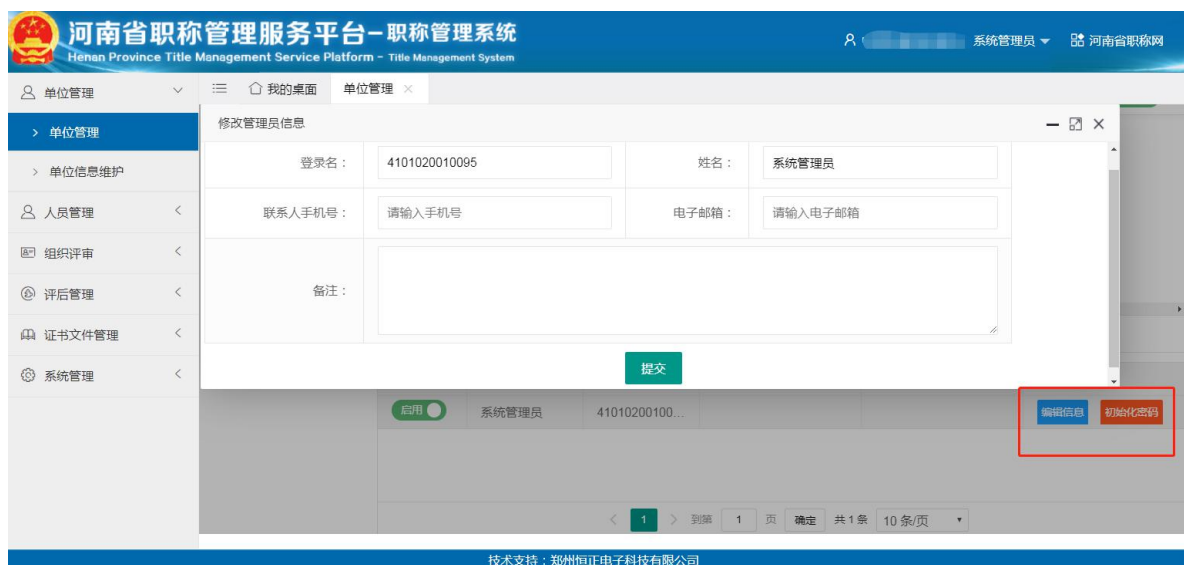 河南省职称管理服务平台-职称管理系统
Henan Province Title Management Service Platform - Title Management System
系统管理员
河南省职称网
单位管理
我的桌面
单位管理
单位管理
单位信息维护
人员管理
组织评审
评后管理
证书文件管理
系统管理
修改管理员信息
登录名：
4101020010095
姓名：
系统管理员
联系人手机号：
请输入手机号
电子邮箱：
请输入电子邮箱
备注：
提交
启用
系统管理员
41010200100...
编辑信息
初始化密码
1
到第
1
页
确定
共1条
10条/页
技术支持：郑州恒正电子科技有限公司